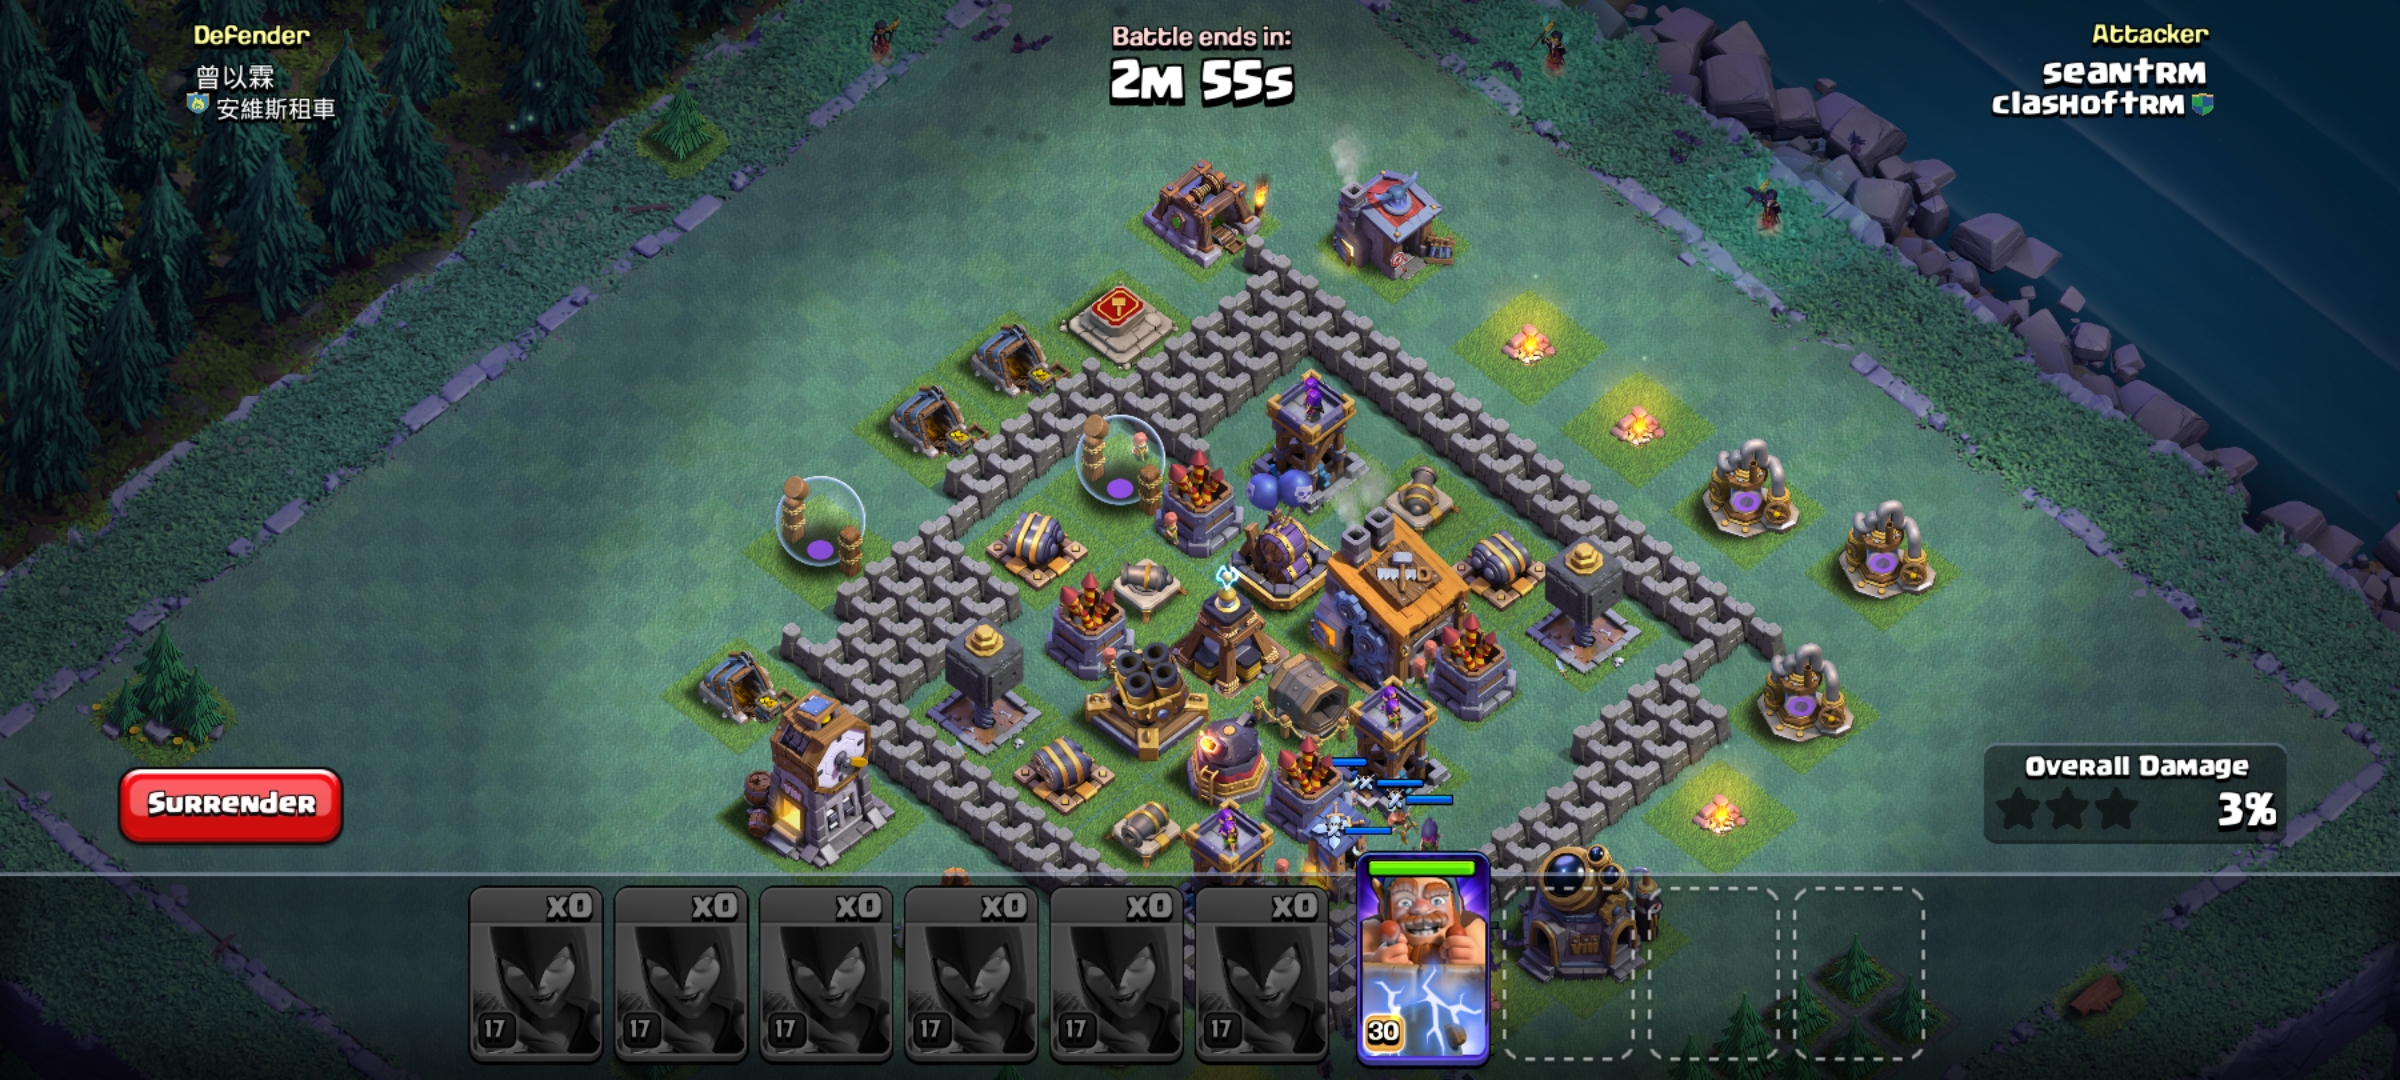 Defender
曾以霖
安維斯租車
Battle ends in:
2M 55s
Attacker
seantRM
clashoftRM
Surrender
Overall Damage
3%
x0
x0
x0
x0
x0
x0
17
17
17
17
17
17
30